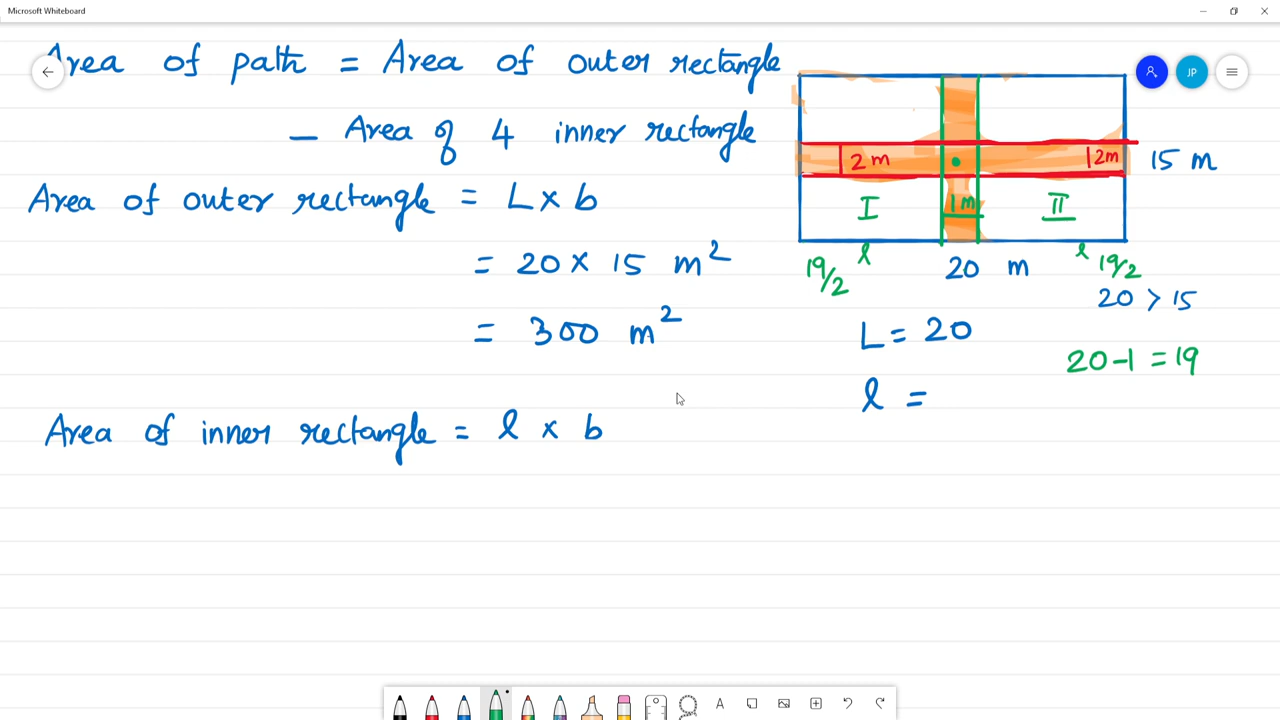 Microsoft Whiteboard
Area of path = Area of outer rectangle
— Area of 4 inner rectangle
Area of outer rectangle = L x b
= 20 x 15 m²
= 300 m²
Area of inner rectangle = l x b
JP
2 m
2m
15 m
I
1 m
II
19/2
l
20 m
l
19/2
20 > 15
L = 20
20 - 1 = 19
l =
A